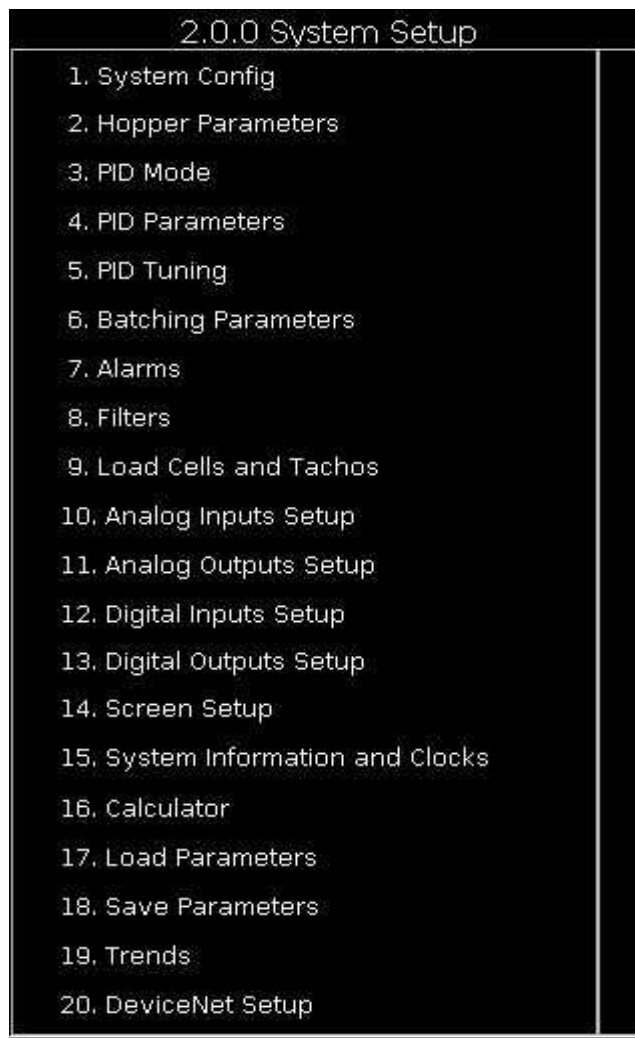 2.0.0 System Setup
1. System Config
2. Hopper Parameters
3. PID Mode
4. PID Parameters
5. PID Tuning
6. Batching Parameters
7. Alarms
8. Filters
9. Load Cells and Tachos
10. Analog Inputs Setup
11. Analog Outputs Setup
12. Digital Inputs Setup
13. Digital Outputs Setup
14. Screen Setup
15. System Information and Clocks
16. Calculator
17. Load Parameters
18. Save Parameters
19. Trends
20. DeviceNet Setup